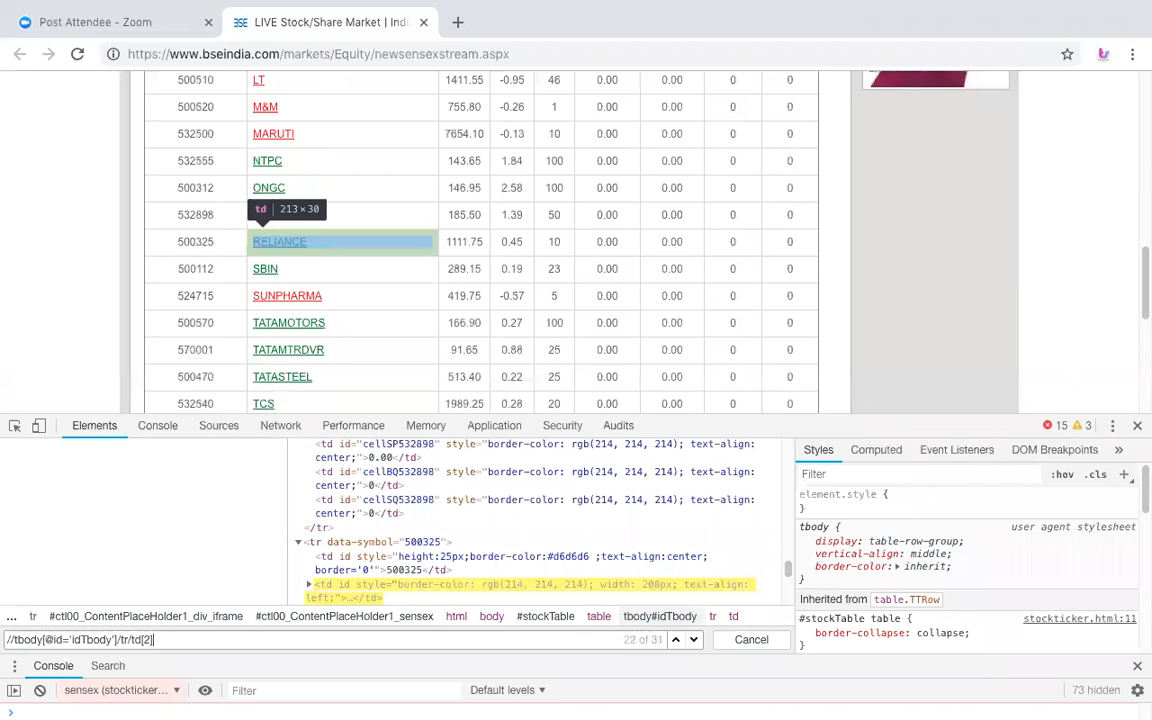 Post Attendee - Zoom
LIVE Stock/Share Market | Indi
https://www.bseindia.com/markets/Equity/newsensexstream.aspx
500510 LT 1411.55 -0.95 46 0.00 0.00 0 0
500520 M&M 755.80 -0.26 1 0.00 0.00 0 0
532500 MARUTI 7654.10 -0.13 10 0.00 0.00 0 0
532555 NTPC 143.65 1.84 100 0.00 0.00 0 0
500312 ONGC 146.95 2.58 100 0.00 0.00 0 0
td 213 × 30
532898 185.50 1.39 50 0.00 0.00 0 0
500325 RELIANCE 1111.75 0.45 10 0.00 0.00 0 0
500112 SBIN 289.15 0.19 23 0.00 0.00 0 0
524715 SUNPHARMA 419.75 -0.57 5 0.00 0.00 0 0
500570 TATAMOTORS 166.90 0.27 100 0.00 0.00 0 0
570001 TATAMTRDVR 91.65 0.88 25 0.00 0.00 0 0
500470 TATASTEEL 513.40 0.22 25 0.00 0.00 0 0
532540 TCS 1989.25 0.28 20 0.00 0.00 0 0
Elements Console Sources Network Performance Memory Application Security Audits 15 3
<td id="cellSP532898" style="border-color: rgb(214, 214, 214); text-align:
center;">0.00</td>
<td id="cellBQ532898" style="border-color: rgb(214, 214, 214); text-align:
center;">0</td>
<td id="cellSQ532898" style="border-color: rgb(214, 214, 214); text-align:
center;">0</td>
</tr>
<tr data-symbol="500325">
<td id style="height:25px;border-color:#d6d6d6 ;text-align:center;
border='0'">500325</td>
<td id style="border-color: rgb(214, 214, 214); width: 200px; text-align:
left;">…</td>
Styles Computed Event Listeners DOM Breakpoints »
Filter :hov .cls +
element.style {
}
tbody { user agent stylesheet
display: table-row-group;
vertical-align: middle;
border-color: inherit;
}
Inherited from table.TTRow
#stockTable table { stockticker.html:11
border-collapse: collapse;
}
... tr #ctl00_ContentPlaceHolder1_div_iframe #ctl00_ContentPlaceHolder1_sensex html body #stockTable table tbody#idTbody tr td
//tbody[@id='idTbody']/tr/td[2] 22 of 31 Cancel
Console Search
sensex (stockticker... Filter Default levels 73 hidden